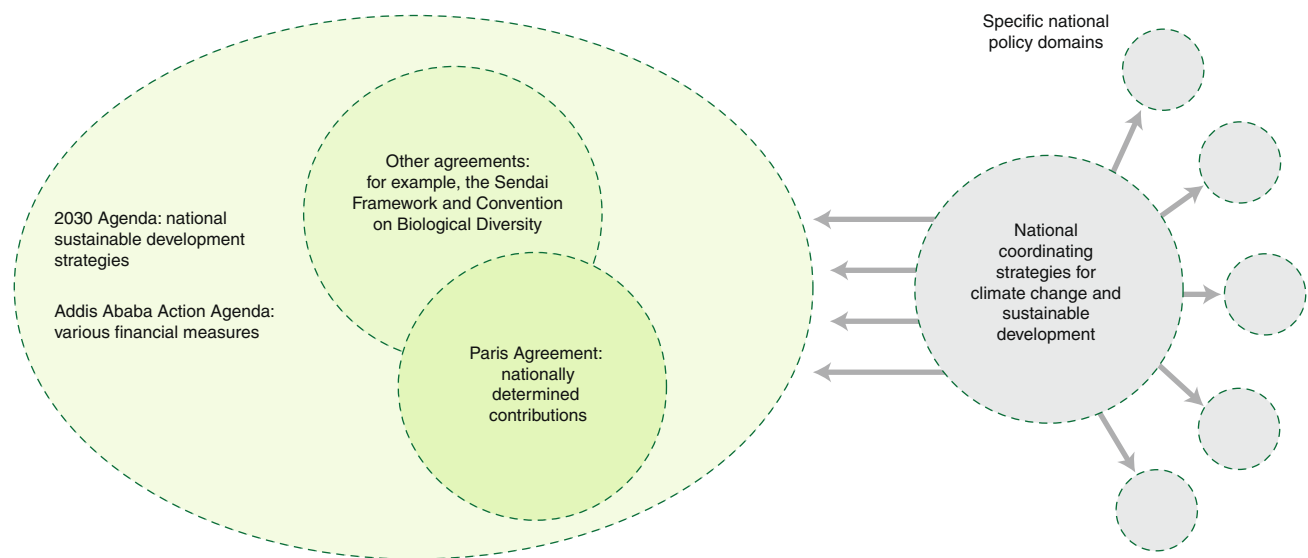 2030 Agenda: national
sustainable development
strategies
Addis Ababa Action Agenda:
various financial measures
Other agreements:
for example, the Sendai
Framework and Convention
on Biological Diversity
Paris Agreement:
nationally
determined
contributions
Specific national
policy domains
National
coordinating
strategies for
climate change and
sustainable
development